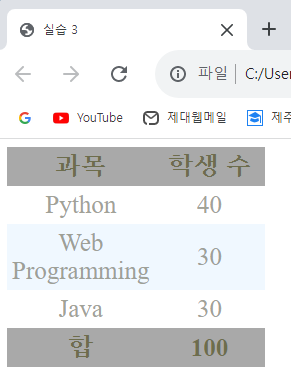 실습 3
파일
C:/User
YouTube
제대웹메일
제주
과목 학생 수
Python 40
Web
Programming 30
Java 30
합 100